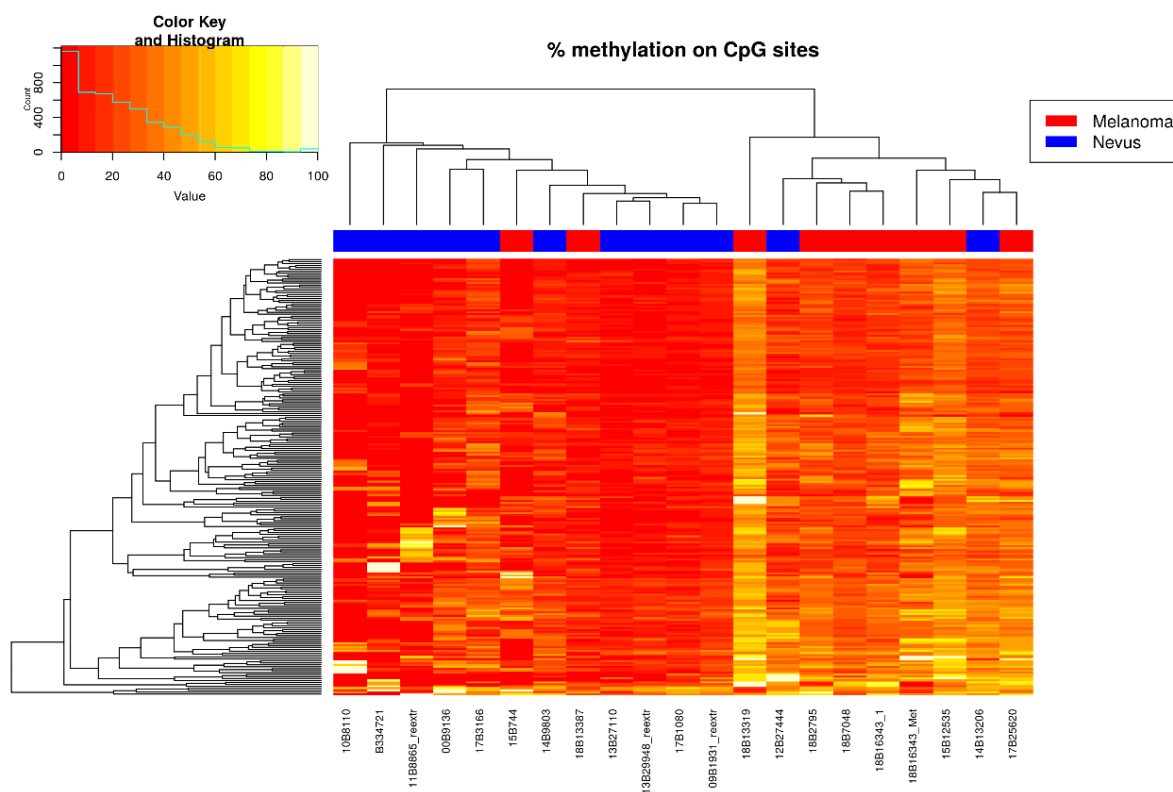 Color Key
and Histogram
Count
0 400 800
0 20 40 60 80 100
Value
% methylation on CpG sites
Melanoma
Nevus
10B8110
B334721
11B8865_reextr
00B9136
17B3166
15B744
14B9803
18B13387
13B27110
13B29948_reextr
17B1080
09B1931_reextr
18B13319
12B27444
18B2795
18B7048
18B16343_1
18B16343_Met
15B12535
14B13206
17B25620